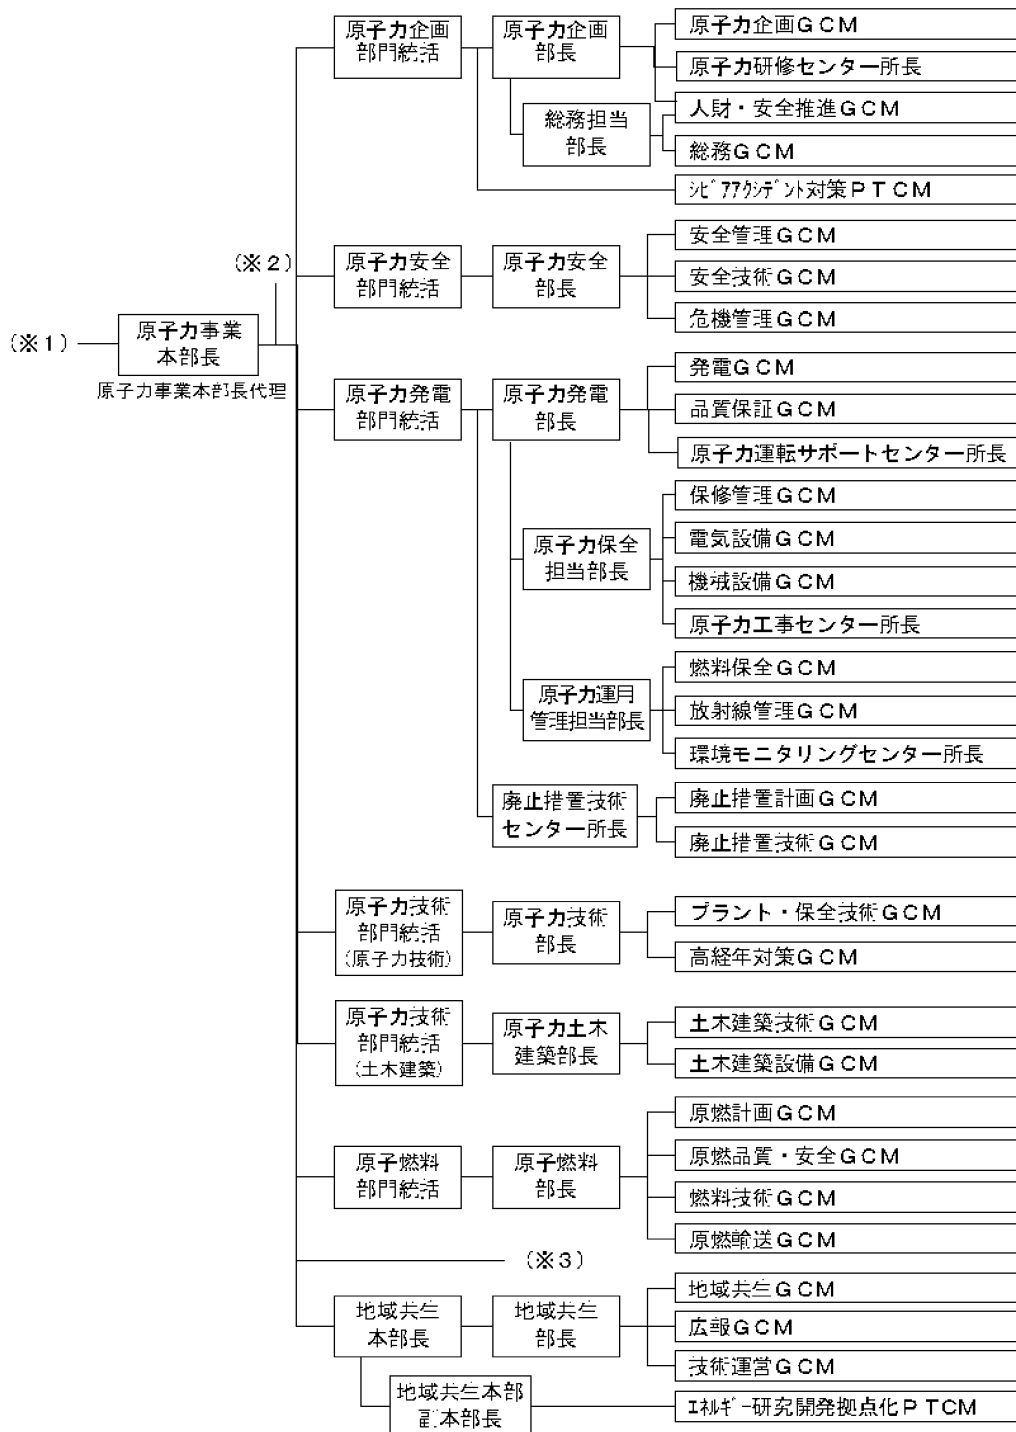 原子力企画
部門統括
原子力企画
部長
原子力企画ＧＣＭ
原子力研修センター所長
人財・安全推進ＧＣＭ
総務担当
部長
総務ＧＣＭ
ｼﾋﾞｱｱｸｼﾃﾞﾝﾄ対策ＰＴＣＭ
(※２)
原子力安全
部門統括
原子力安全
部長
安全管理ＧＣＭ
安全技術ＧＣＭ
危機管理ＧＣＭ
(※１)
原子力事業
本部長
原子力事業本部長代理
原子力発電
部門統括
原子力発電
部長
発電ＧＣＭ
品質保証ＧＣＭ
原子力運転サポートセンター所長
原子力保全
担当部長
保修管理ＧＣＭ
電気設備ＧＣＭ
機械設備ＧＣＭ
原子力工事センター所長
原子力運用
管理担当部長
燃料保全ＧＣＭ
放射線管理ＧＣＭ
環境モニタリングセンター所長
廃止措置技術
センター所長
廃止措置計画ＧＣＭ
廃止措置技術ＧＣＭ
原子力技術
部門統括
(原子力技術)
原子力技術
部長
プラント・保全技術ＧＣＭ
高経年対策ＧＣＭ
原子力技術
部門統括
(土木建築)
原子力土木
建築部長
土木建築技術ＧＣＭ
土木建築設備ＧＣＭ
原子燃料
部門統括
原子燃料
部長
原燃計画ＧＣＭ
原燃品質・安全ＧＣＭ
燃料技術ＧＣＭ
原燃輸送ＧＣＭ
(※３)
地域共生
本部長
地域共生
部長
地域共生ＧＣＭ
広報ＧＣＭ
技術運営ＧＣＭ
地域共生本部
副本部長
ｴﾈﾙｷﾞｰ研究開発拠点化ＰＴＣＭ